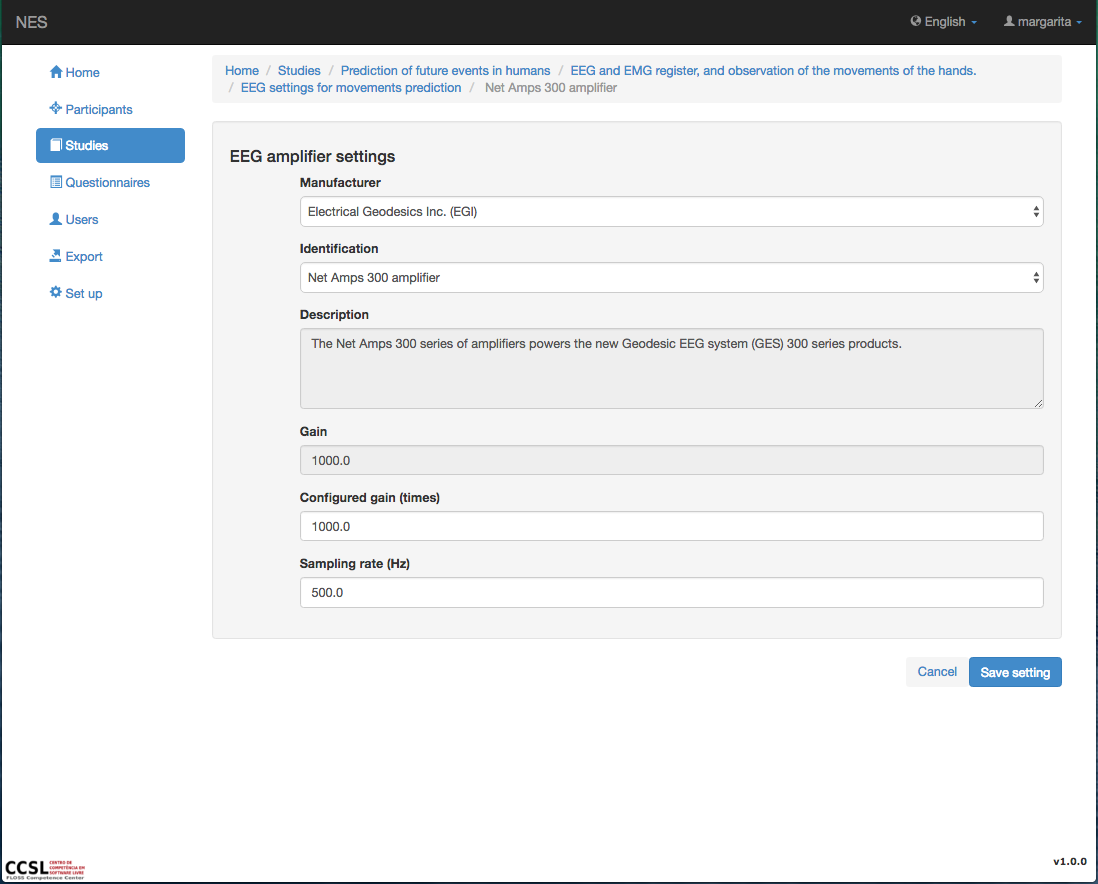 NES
English
margarita
Home
Participants
Studies
Questionnaires
Users
Export
Set up
Home / Studies / Prediction of future events in humans / EEG and EMG register, and observation of the movements of the hands.
/ EEG settings for movements prediction / Net Amps 300 amplifier
EEG amplifier settings
Manufacturer
Electrical Geodesics Inc. (EGI)
Identification
Net Amps 300 amplifier
Description
The Net Amps 300 series of amplifiers powers the new Geodesic EEG system (GES) 300 series products.
Gain
1000.0
Configured gain (times)
1000.0
Sampling rate (Hz)
500.0
Cancel
Save setting
CCSL
CENTRO DE
COMPETÊNCIA EM
SOFTWARE LIVRE
FLOSS Competence Center
v1.0.0